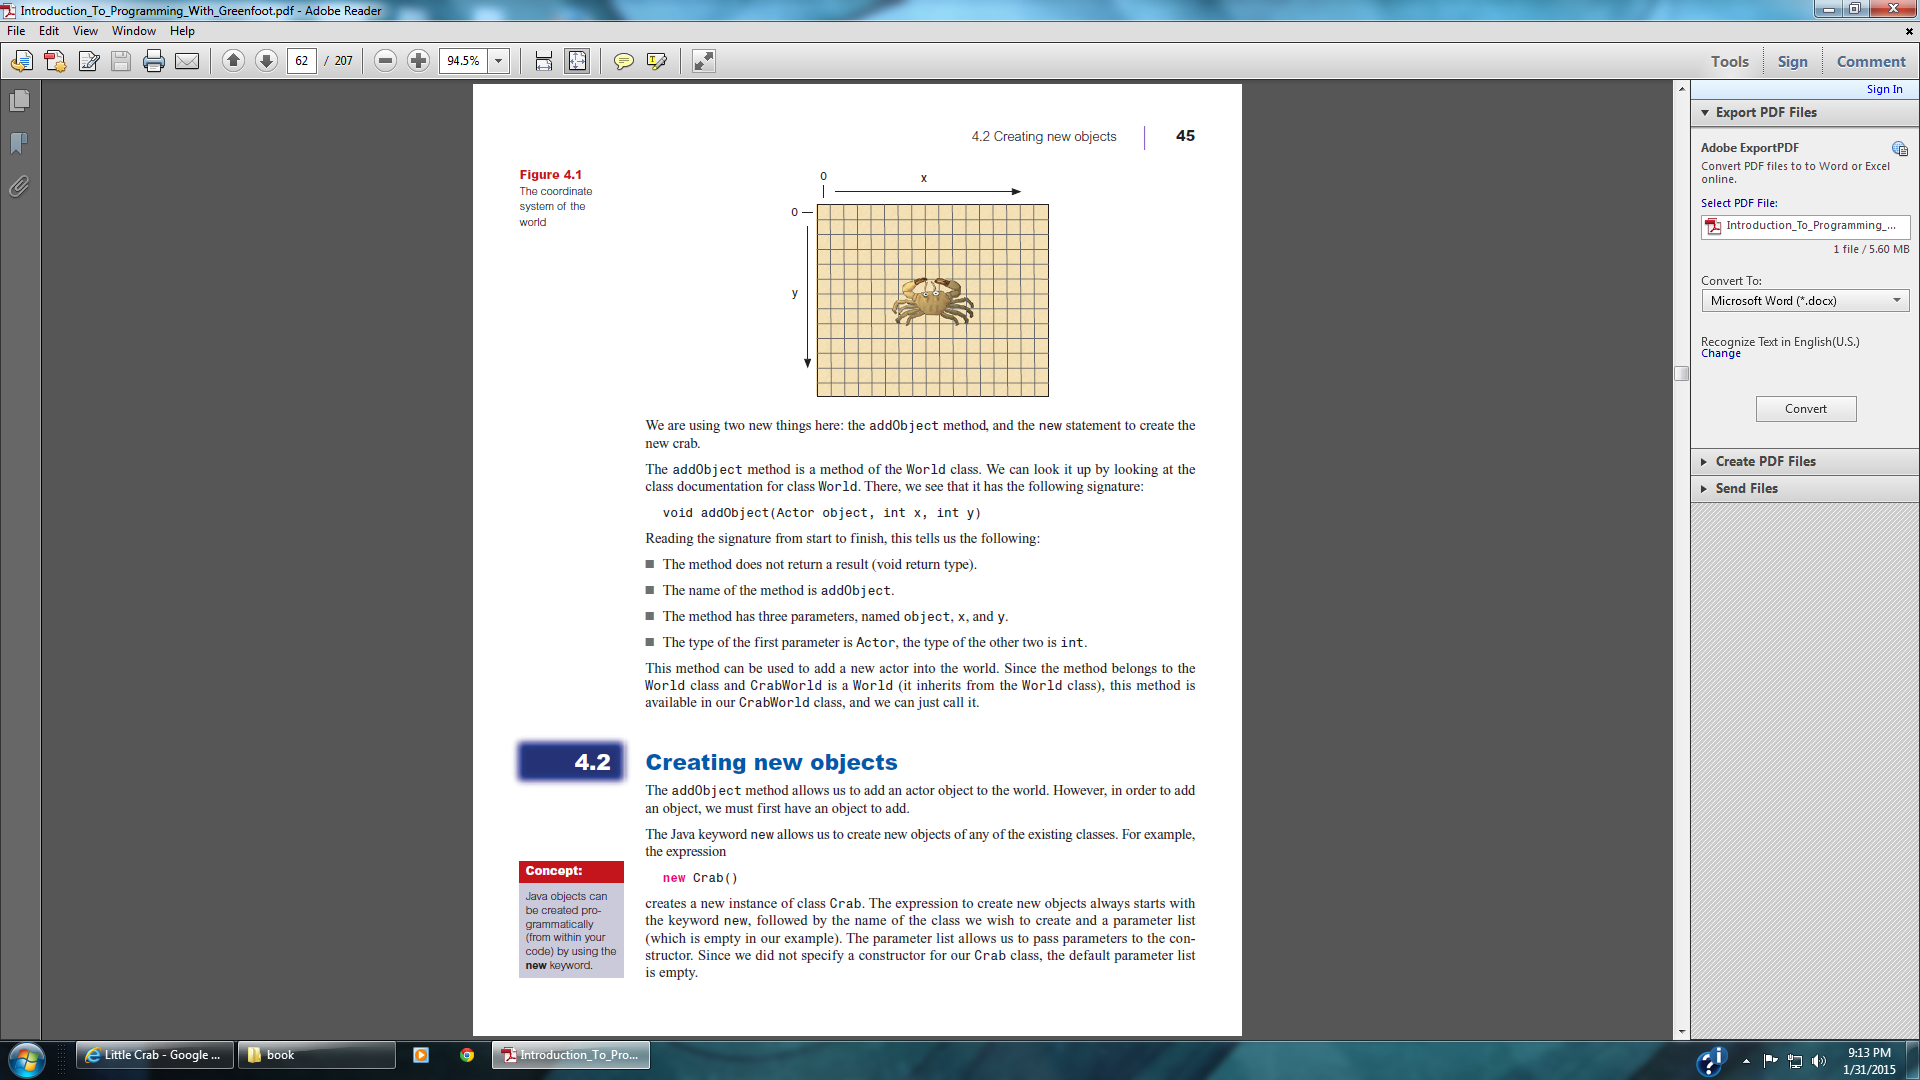 Introduction_To_Programming_With_Greenfoot.pdf - Adobe Reader
File Edit View Window Help
62 / 207 94.5% Tools Sign Comment
Sign In
Export PDF Files
Adobe ExportPDF
Convert PDF files to to Word or Excel
online.
Select PDF File:
Introduction_To_Programming_...
1 file / 5.60 MB
Convert To:
Microsoft Word (*.docx)
Recognize Text in English(U.S.)
Change
Convert
Create PDF Files
Send Files
4.2 Creating new objects 45
Figure 4.1
The coordinate
system of the
world
0 x
0
y
We are using two new things here: the addObject method, and the new statement to create the
new crab.
The addObject method is a method of the World class. We can look it up by looking at the
class documentation for class World. There, we see that it has the following signature:
void addObject(Actor object, int x, int y)
Reading the signature from start to finish, this tells us the following:
■ The method does not return a result (void return type).
■ The name of the method is addObject.
■ The method has three parameters, named object, x, and y.
■ The type of the first parameter is Actor, the type of the other two is int.
This method can be used to add a new actor into the world. Since the method belongs to the
World class and CrabWorld is a World (it inherits from the World class), this method is
available in our CrabWorld class, and we can just call it.
4.2 Creating new objects
The addObject method allows us to add an actor object to the world. However, in order to add
an object, we must first have an object to add.
The Java keyword new allows us to create new objects of any of the existing classes. For example,
the expression
new Crab()
creates a new instance of class Crab. The expression to create new objects always starts with
the keyword new, followed by the name of the class we wish to create and a parameter list
(which is empty in our example). The parameter list allows us to pass parameters to the con-
structor. Since we did not specify a constructor for our Crab class, the default parameter list
is empty.
Concept:
Java objects can
be created pro-
grammatically
(from within your
code) by using the
new keyword.
Little Crab - Google ... book Introduction_To_Pro...
9:13 PM
1/31/2015